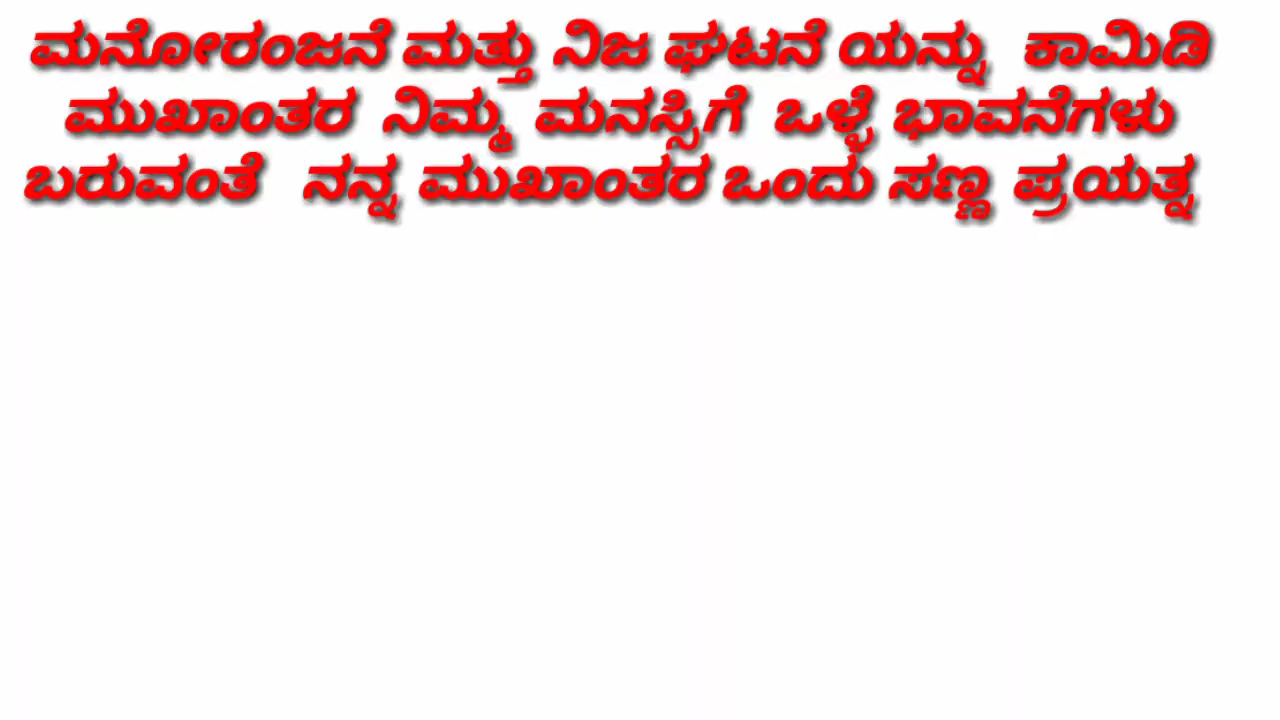 ಮನೋರಂಜನೆ ಮತ್ತು ನಿಜ ಘಟನೆ ಯನ್ನು ಕಾಮಿಡಿ
ಮುಖಾಂತರ ನಿಮ್ಮ ಮನಸ್ಸಿಗೆ ಒಳ್ಳೆ ಭಾವನೆಗಳು
ಬರುವಂತೆ ನನ್ನ ಮುಖಾಂತರ ಒಂದು ಸಣ್ಣ ಪ್ರಯತ್ನ